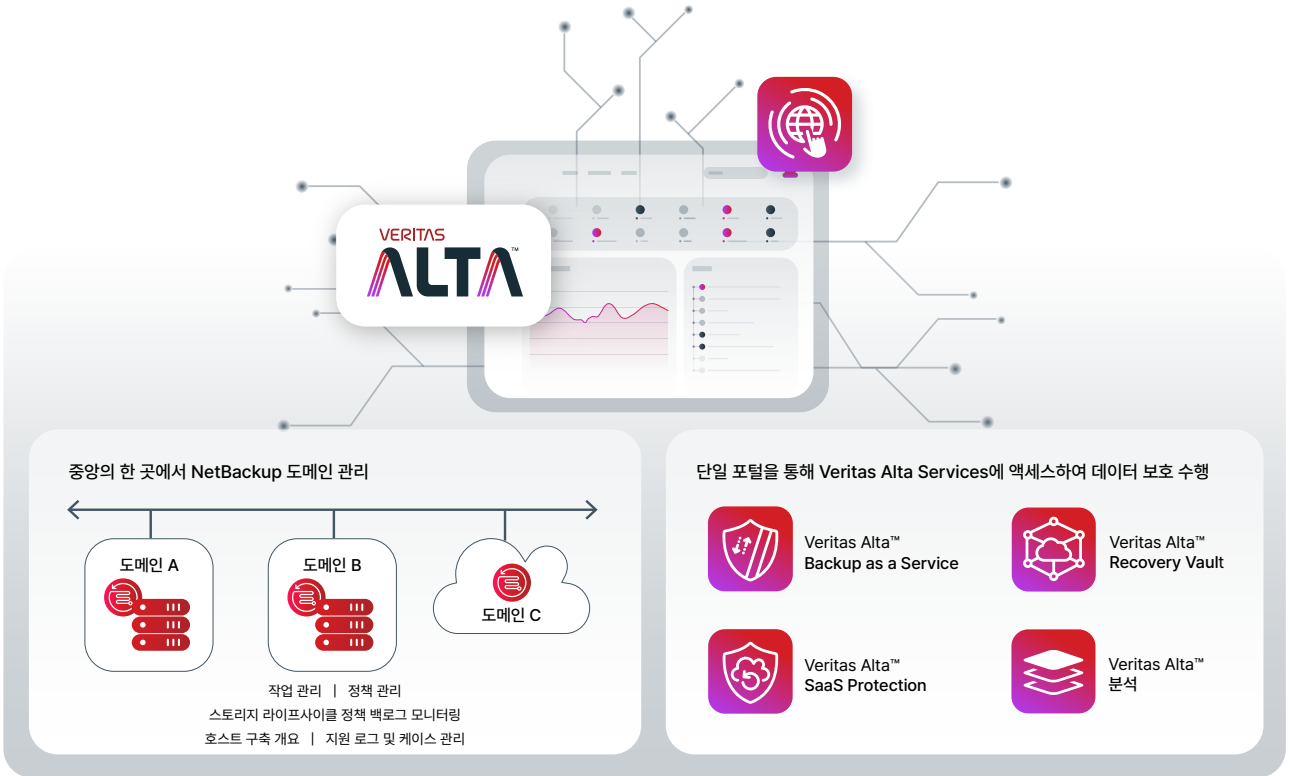 VERITAS
ALTA™
중앙의 한 곳에서 NetBackup 도메인 관리
도메인 A
도메인 B
도메인 C
작업 관리 | 정책 관리
스토리지 라이프사이클 정책 백로그 모니터링
호스트 구축 개요 | 지원 로그 및 케이스 관리
단일 포털을 통해 Veritas Alta Services에 액세스하여 데이터 보호 수행
Veritas Alta™
Backup as a Service
Veritas Alta™
Recovery Vault
Veritas Alta™
SaaS Protection
Veritas Alta™
분석